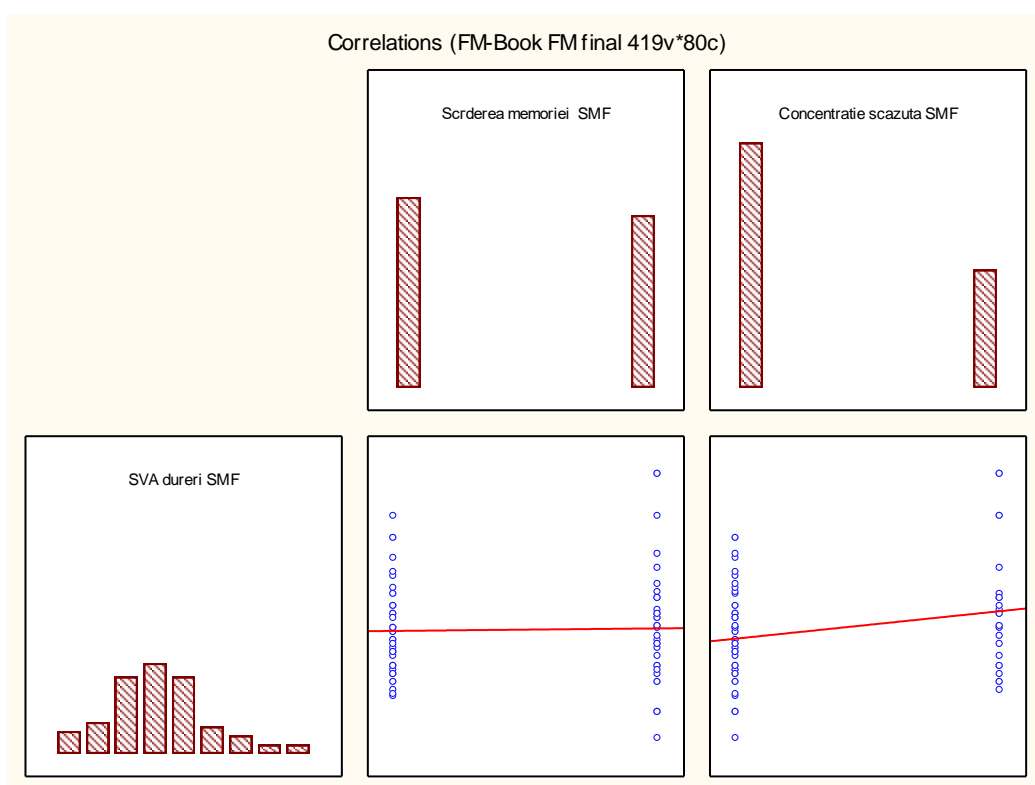 Correlations (FM-Book FM final 419v*80c)
Scrderea memoriei SMF
Concentratie scazuta SMF
SVA dureri SMF